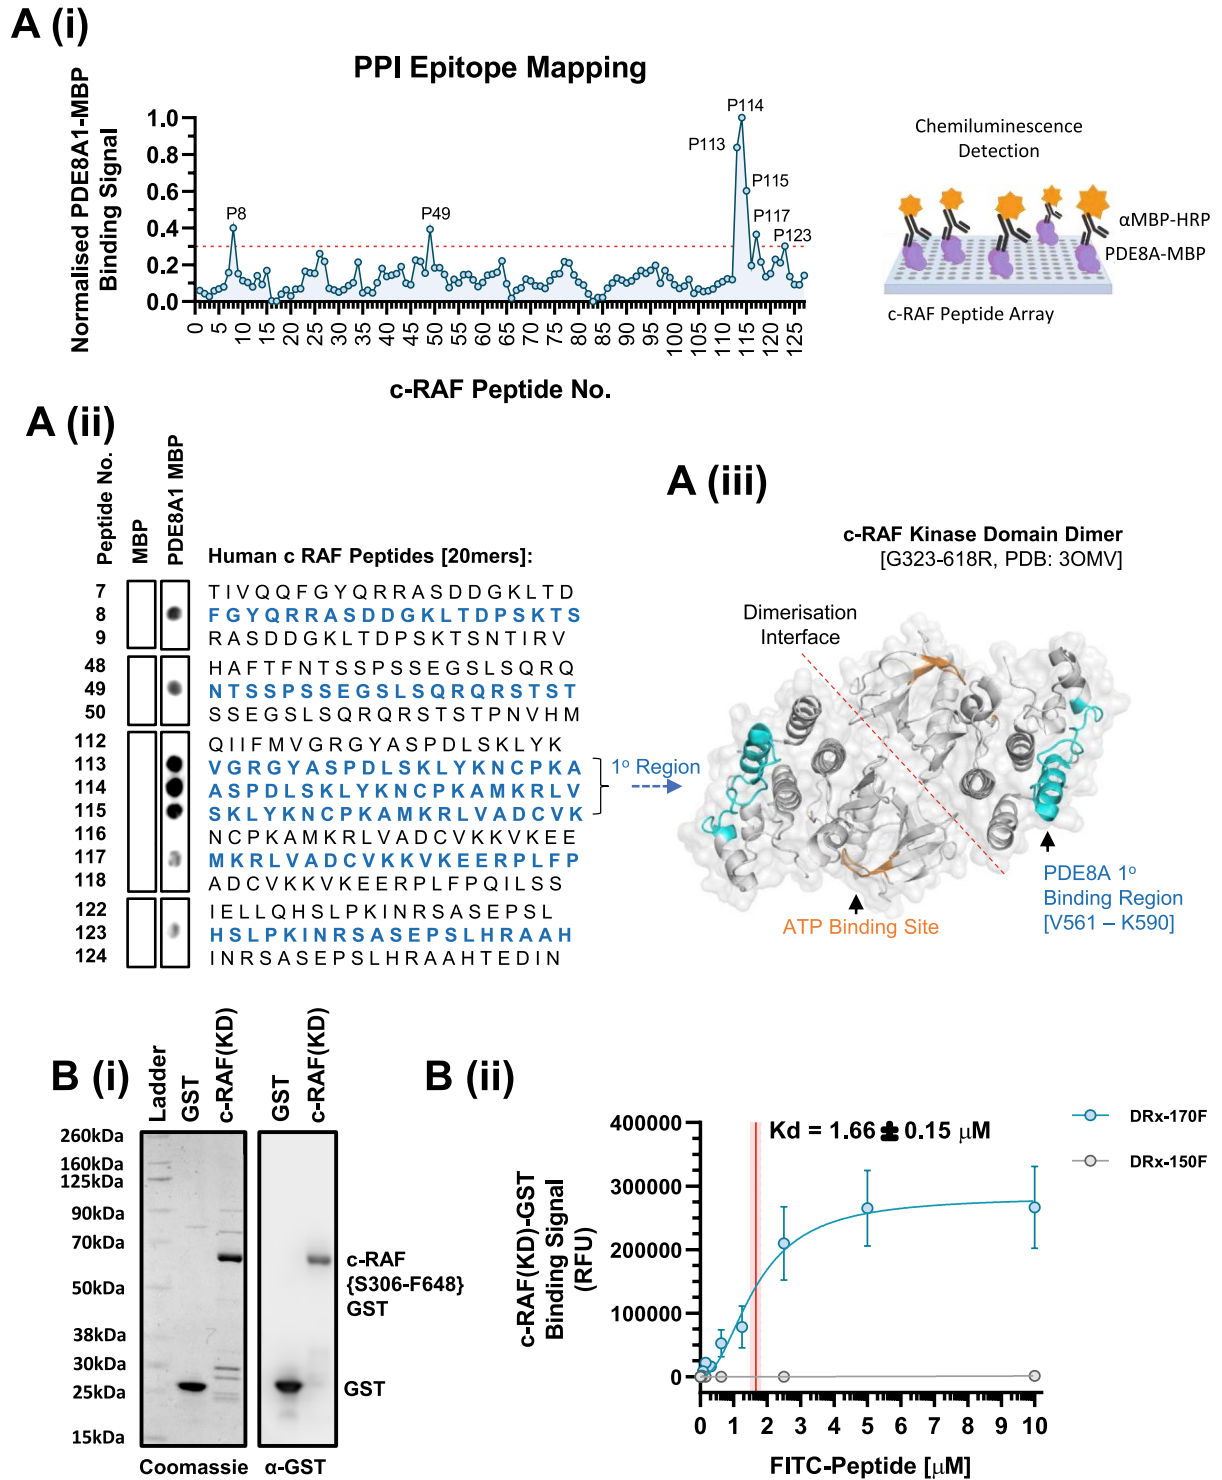 A (i)
PPI Epitope Mapping
Normalised PDE8A1-MBP
Binding Signal
1.0
0.8
0.6
0.4
0.2
0.0
P8
P49
P113
P114
P115
P117
P123
0 5 10 15 20 25 30 35 40 45 50 55 60 65 70 75 80 85 90 95 100 105 110 115 120 125
c-RAF Peptide No.
Chemiluminescence
Detection
αMBP-HRP
PDE8A-MBP
c-RAF Peptide Array
A (ii)
Peptide No.
MBP
PDE8A1 MBP
Human c RAF Peptides [20mers]:
7 TIVQQFGYQRRASDDGKLTD
8 FGYQRRASDDGKLTDPSKTS
9 RASDDGKLTDPSKTSNTIRV
48 HAFTFNTSSPSSEGSLSQRQ
49 NTSSPSSEGSLSQRQRSTST
50 SSEGSLSQRQRSTSTPNVHM
112 QIIFMVGRGYASPDLSKLYK
113 VGRGYASPDLSKLYKNCPKA
114 ASPDLSKLYKNCPKAMKRLV
115 SKLYKNCPKAMKRLVADCVK
116 NCPKAMKRLVADCVKKVKEE
117 MKRLVADCVKKVKEERPLFP
118 ADCVKKVKEERPLFPQILSS
122 IELLQHSLPKINRSASEPSL
123 HSLPKINRSASEPSLHRAAH
124 INRSASEPSLHRAAHTEDIN
1º Region
A (iii)
c-RAF Kinase Domain Dimer
[G323-618R, PDB: 3OMV]
Dimerisation
Interface
ATP Binding Site
PDE8A 1º
Binding Region
[V561 – K590]
B (i)
Ladder
GST
c-RAF(KD)
GST
c-RAF(KD)
260kDa
160kDa
125kDa
90kDa
70kDa
50kDa
38kDa
30kDa
25kDa
15kDa
c-RAF
{S306-F648}
GST
GST
Coomassie
α-GST
B (ii)
c-RAF(KD)-GST
Binding Signal
(RFU)
400000
300000
200000
100000
0
Kd = 1.66 ± 0.15 µM
DRx-170F
DRx-150F
0 1 2 3 4 5 6 7 8 9 10
FITC-Peptide [µM]